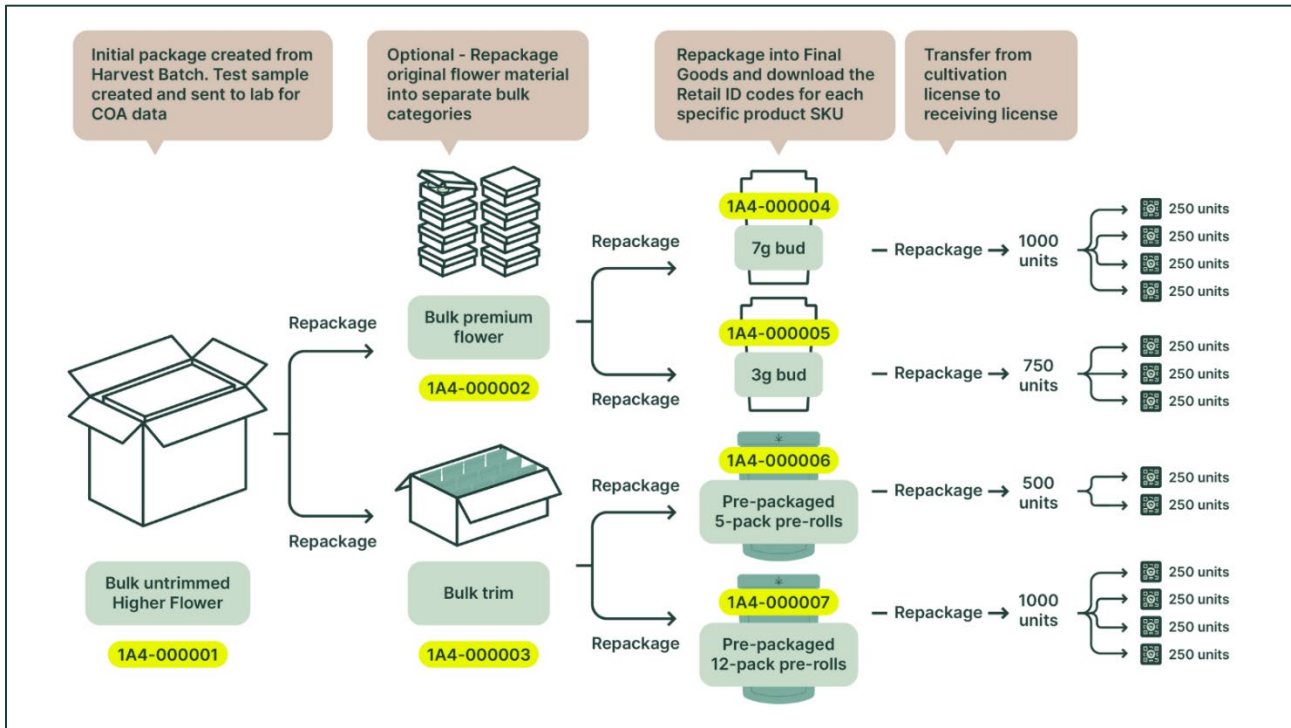 Initial package created from
Harvest Batch. Test sample
created and sent to lab for
COA data
Optional - Repackage
original flower material
into separate bulk
categories
Repackage into Final
Goods and download the
Retail ID codes for each
specific product SKU
Transfer from
cultivation
license to
receiving license
Bulk untrimmed
Higher Flower
1A4-000001
Repackage
Repackage
Bulk premium
flower
1A4-000002
Bulk trim
1A4-000003
Repackage
Repackage
Repackage
Repackage
1A4-000004
7g bud
Repackage
1000
units
250 units
250 units
250 units
250 units
1A4-000005
3g bud
Repackage
750
units
250 units
250 units
250 units
1A4-000006
Pre-packaged
5-pack pre-rolls
Repackage
500
units
250 units
250 units
1A4-000007
Pre-packaged
12-pack pre-rolls
Repackage
1000
units
250 units
250 units
250 units
250 units